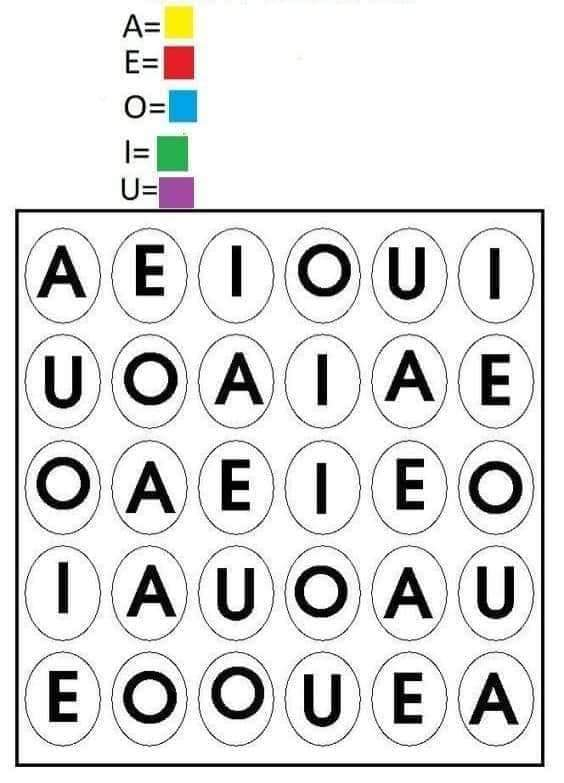 A=
E=
O=
I=
U=
A E I O U I
U O A I A E
O A E I E O
I A U O A U
E O O U E A